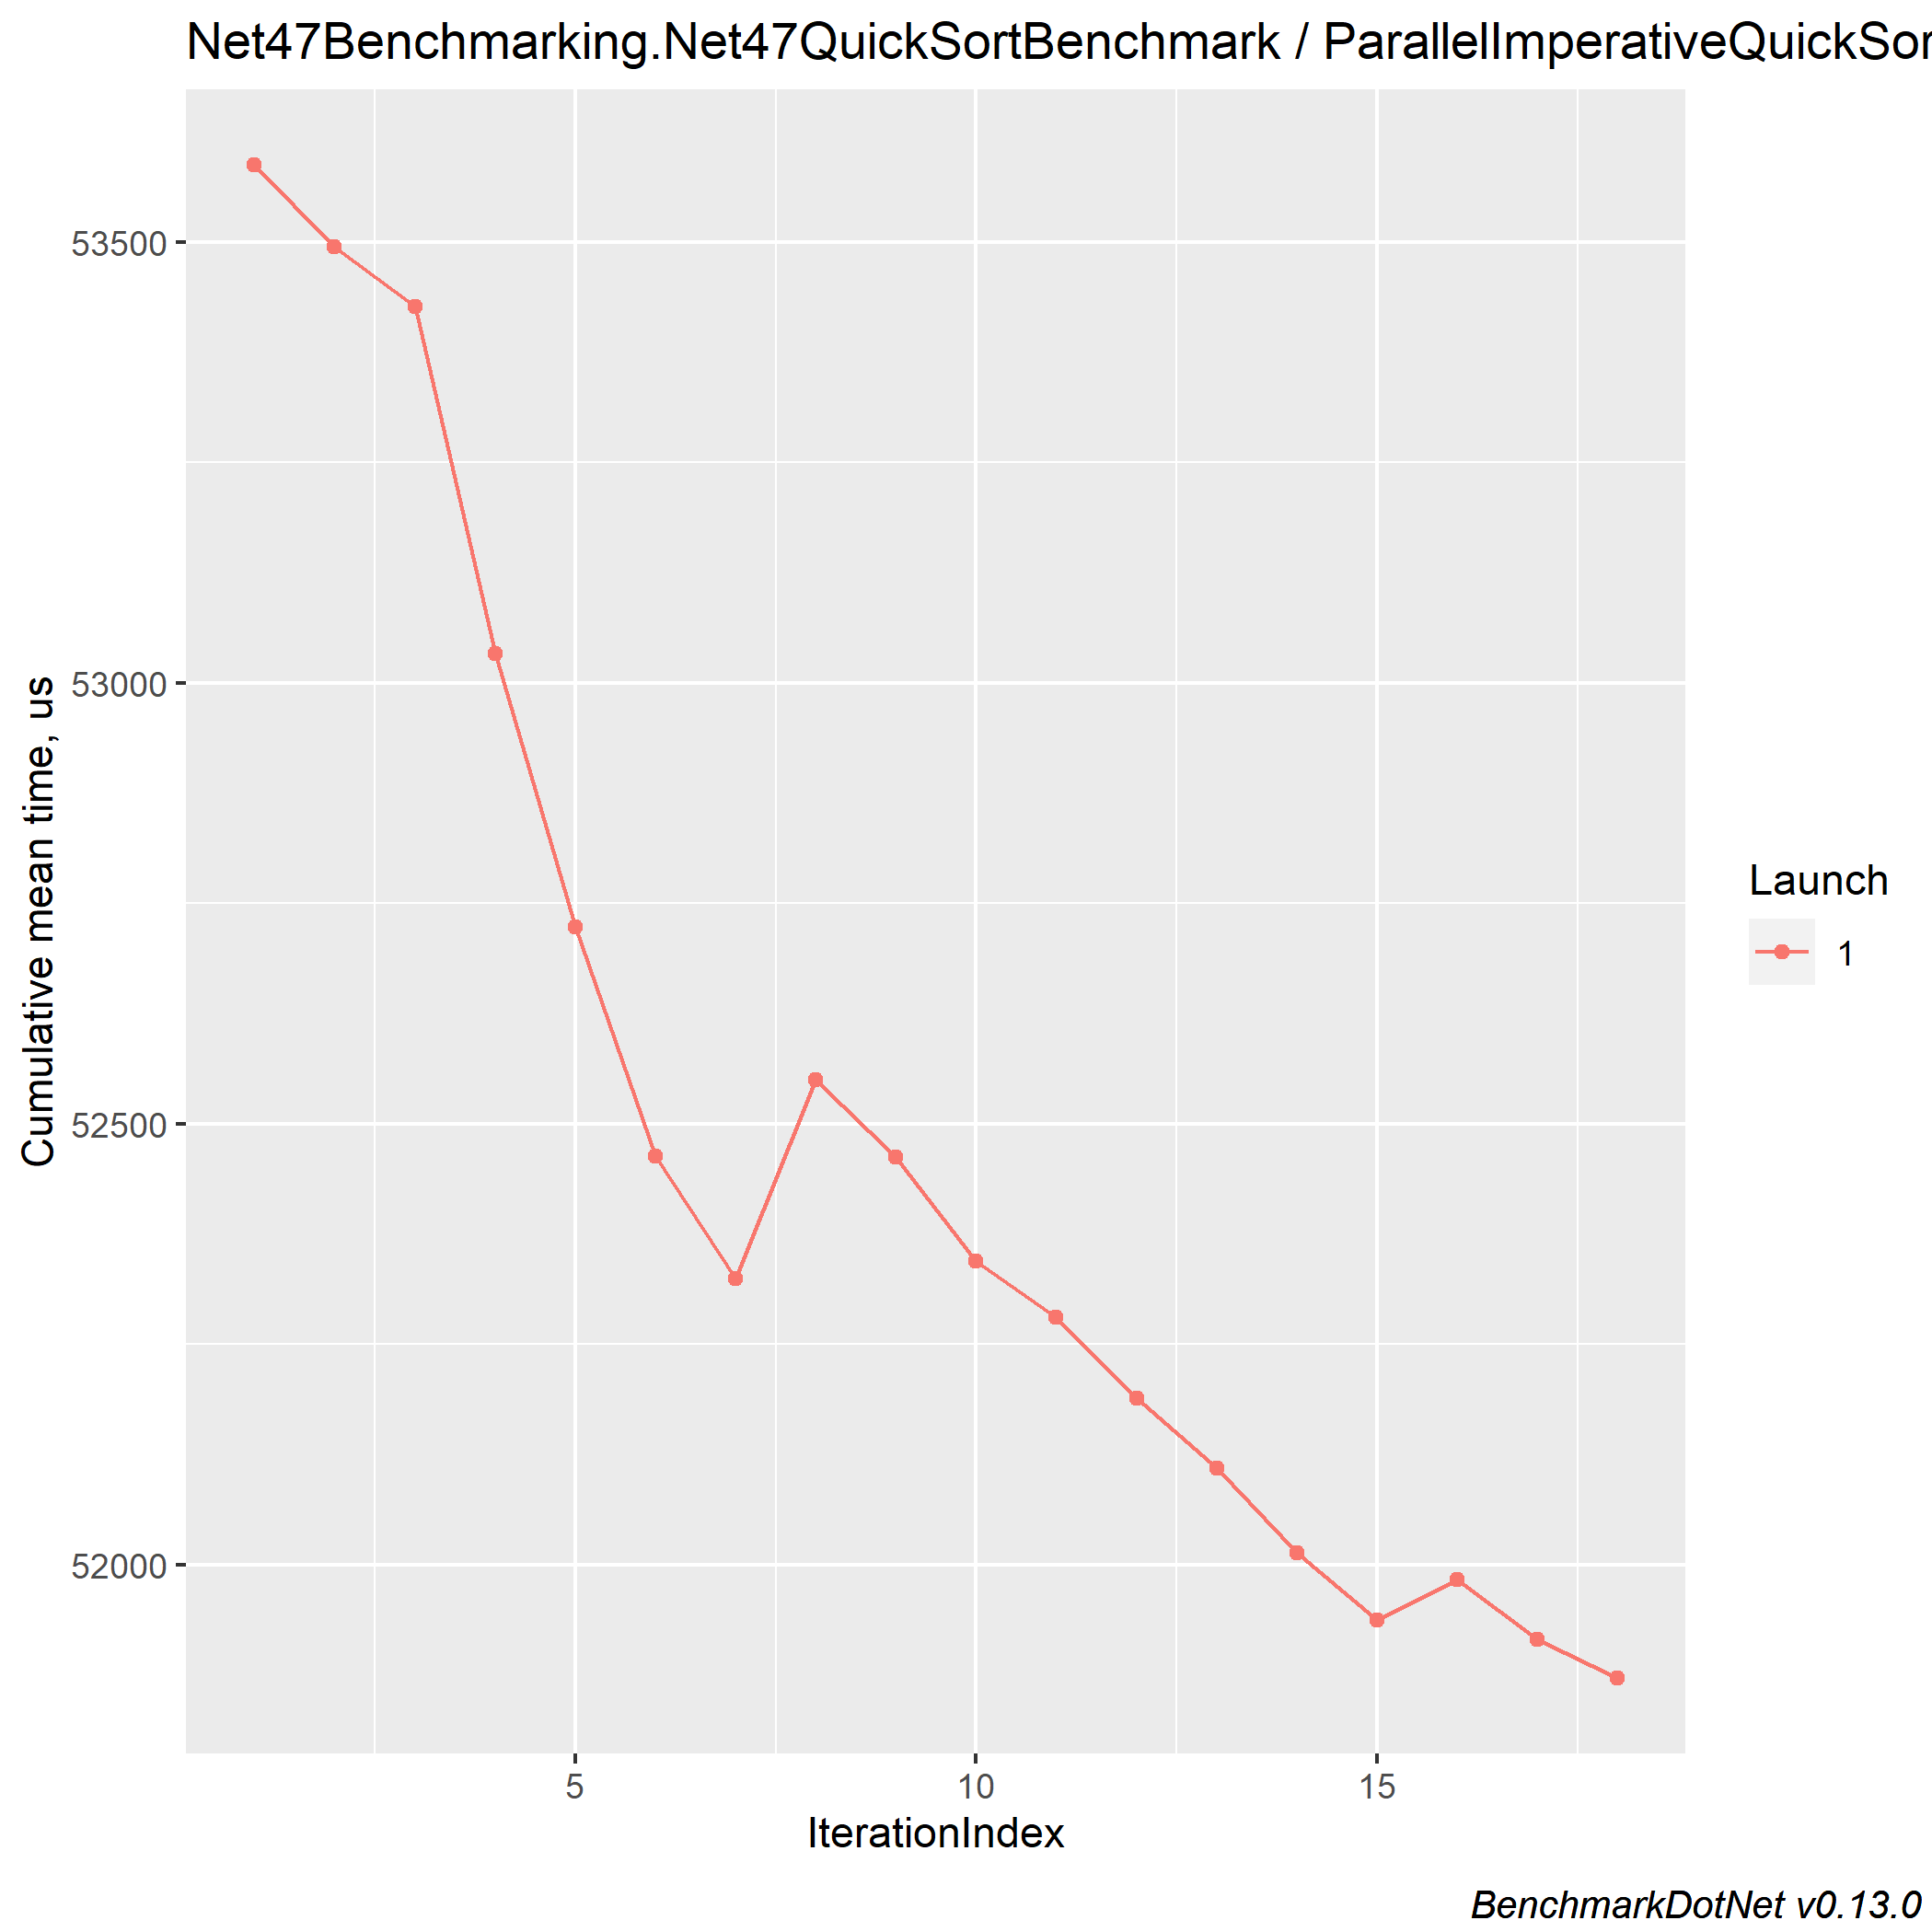 Net47Benchmarking.Net47QuickSortBenchmark / ParallelImperativeQuickSor
53500
53000
52500
52000
Cumulative mean time, us
5 10 15
IterationIndex
Launch
1
BenchmarkDotNet v0.13.0